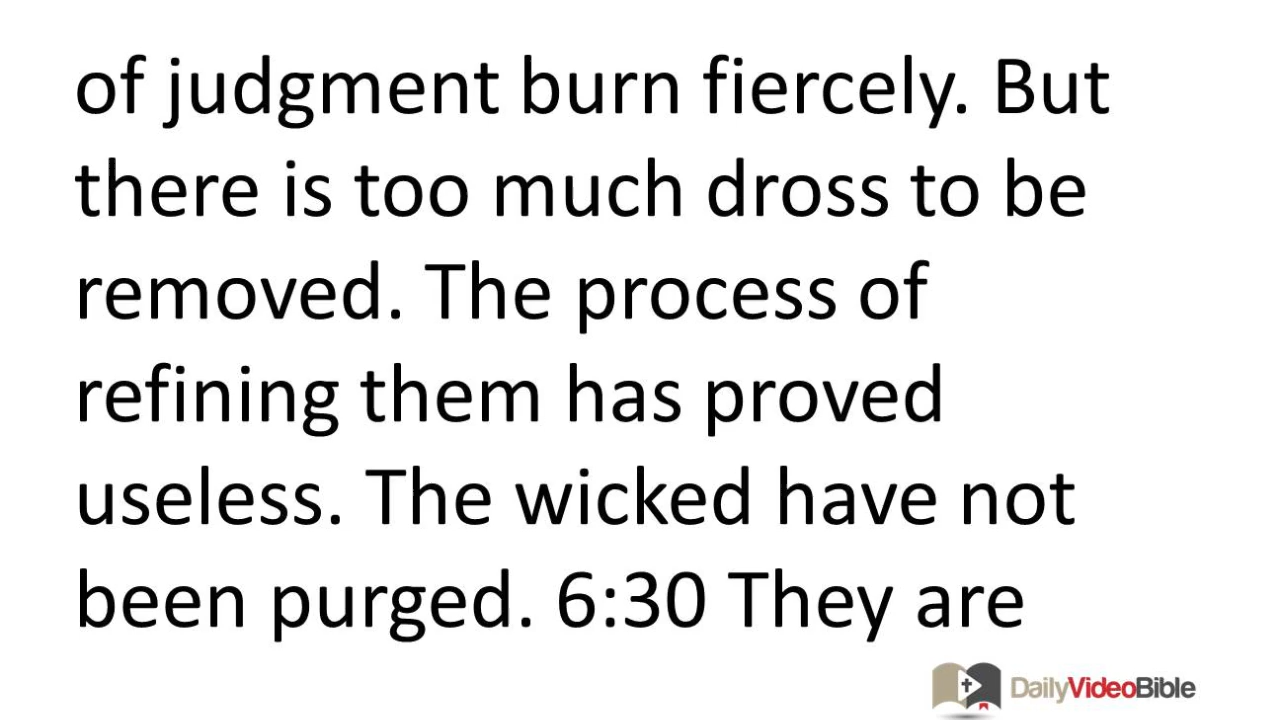 of judgment burn fiercely. But
there is too much dross to be
removed. The process of
refining them has proved
useless. The wicked have not
been purged. 6:30 They are
DailyVideoBible